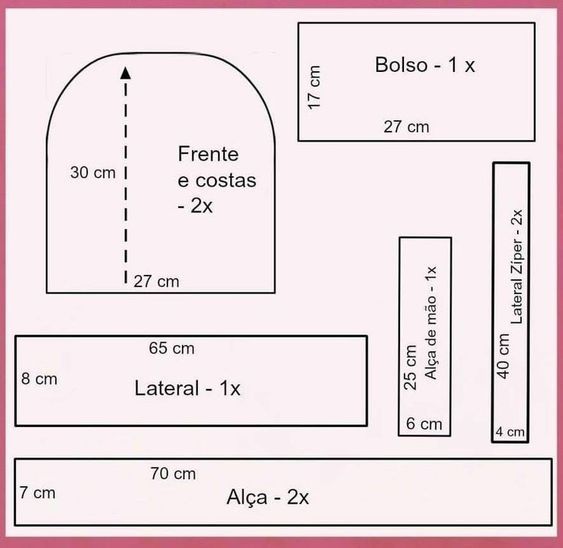 Bolso - 1 x
17 cm
27 cm
Frente
e costas
- 2x
30 cm
27 cm
Lateral Zíper - 2x
40 cm
4 cm
Alça de mão - 1x
25 cm
6 cm
65 cm
8 cm
Lateral - 1x
70 cm
7 cm
Alça - 2x